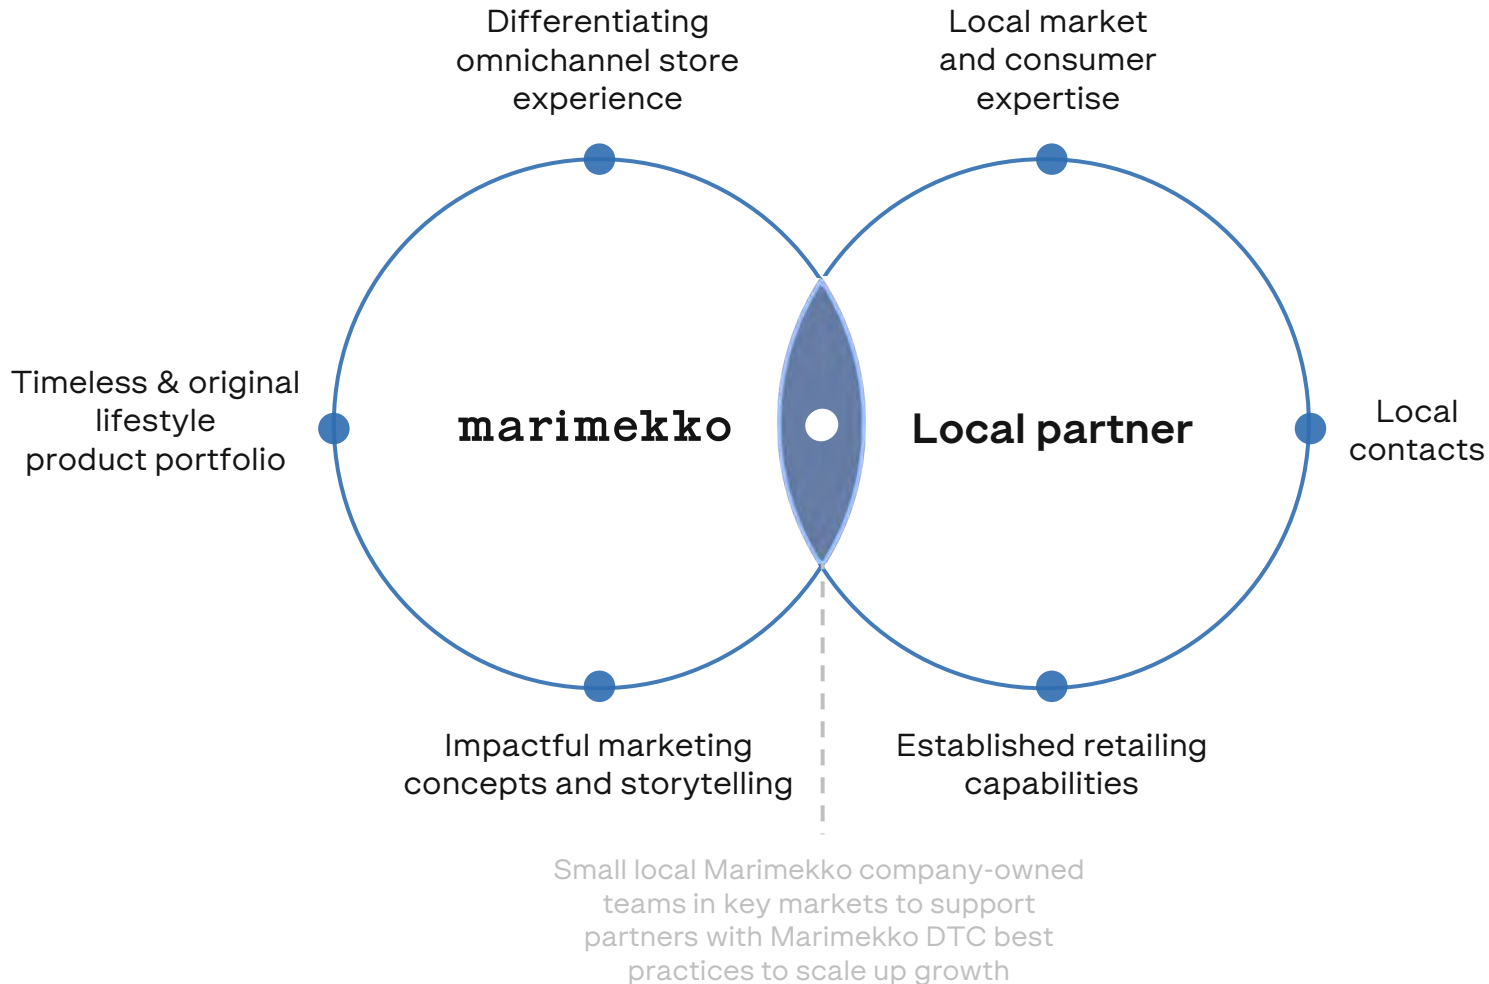 Differentiating
omnichannel store
experience
Local market
and consumer
expertise
Timeless & original
lifestyle
product portfolio
marimekko
Local partner
Local
contacts
Impactful marketing
concepts and storytelling
Established retailing
capabilities
Small local Marimekko company-owned
teams in key markets to support
partners with Marimekko DTC best
practices to scale up growth